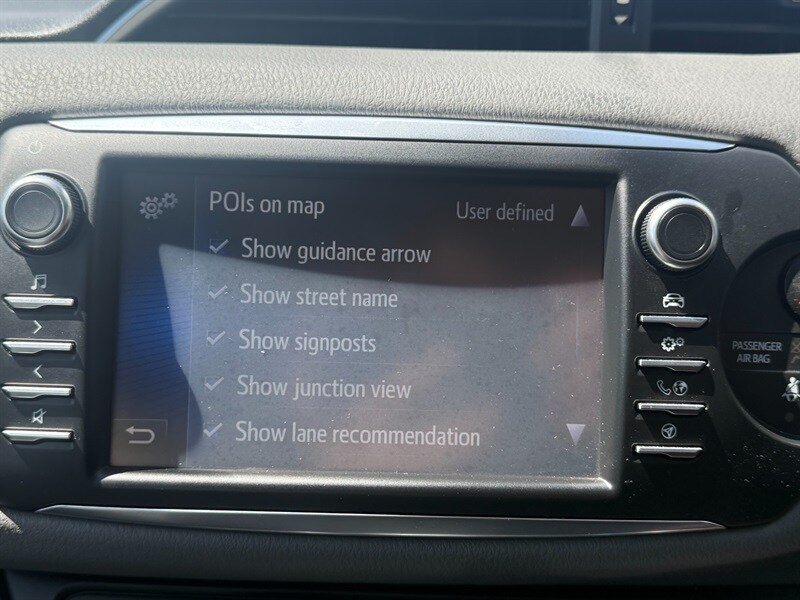 POIs on map User defined
Show guidance arrow
Show street name
Show signposts
Show junction view
Show lane recommendation
PASSENGER
AIR BAG